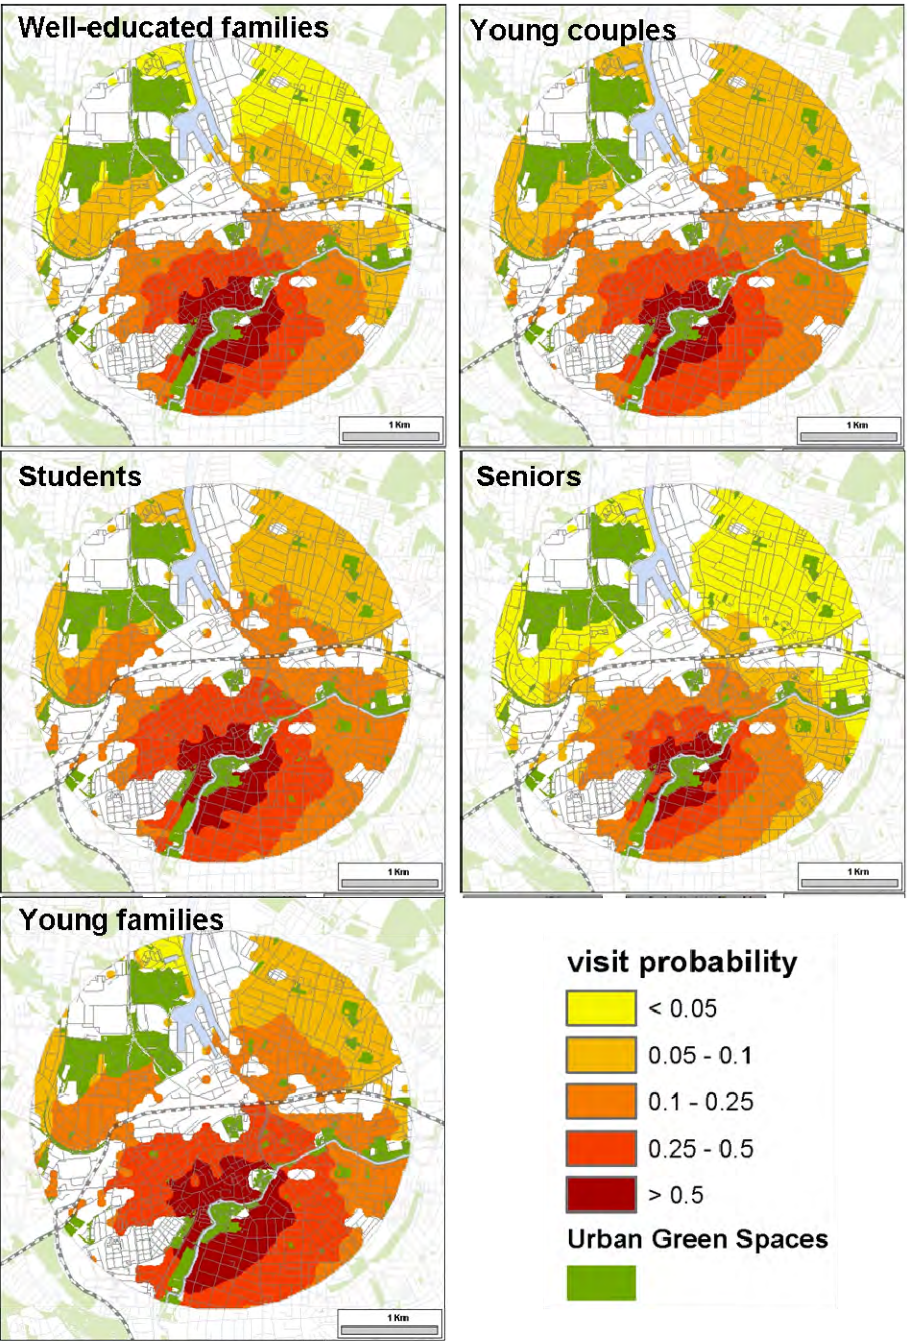 Well-educated families
Young couples
1 Km
1 Km
Students
Seniors
1 Km
1 Km
Young families
1 Km
visit probability
< 0.05
0.05 - 0.1
0.1 - 0.25
0.25 - 0.5
> 0.5
Urban Green Spaces